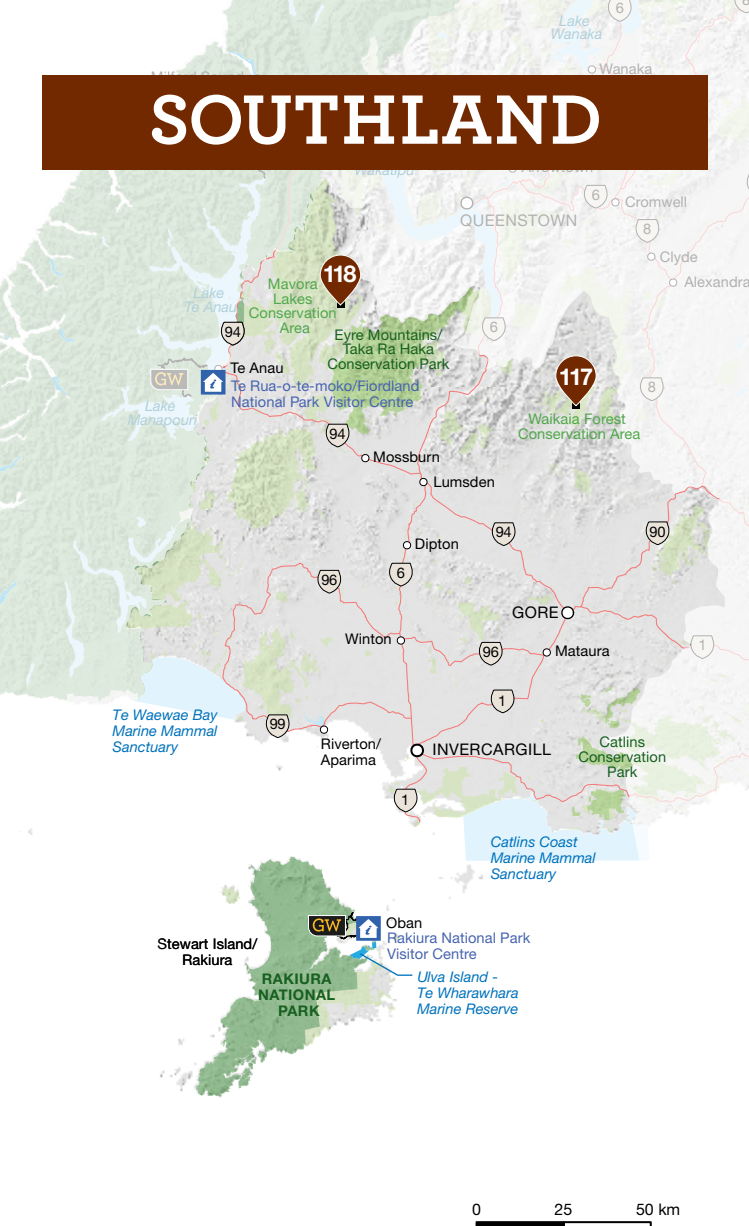 6
Lake
Wanaka
Wanaka
SOUTHLAND
6
Cromwell
QUEENSTOWN
8
Clyde
Alexandra
118
Mavora
Lakes
Conservation
Area
Lake
Te Anau
94
6
Eyre Mountains/
Taka Ra Haka
Conservation Park
Te Anau
GW
Te Rua-o-te-moko/Fiordland
National Park Visitor Centre
117
8
Lake
Manapouri
Waikaia Forest
Conservation Area
94
Mossburn
Lumsden
94
90
Dipton
6
96
GORE
Winton
96
Mataura
1
1
Te Waewae Bay
Marine Mammal
Sanctuary
99
Riverton/
Aparima
INVERCARGILL
Catlins
Conservation
Park
1
Catlins Coast
Marine Mammal
Sanctuary
GW
Oban
Rakiura National Park
Visitor Centre
Stewart Island/
Rakiura
RAKIURA
NATIONAL
PARK
Ulva Island -
Te Wharawhara
Marine Reserve
0 25 50 km